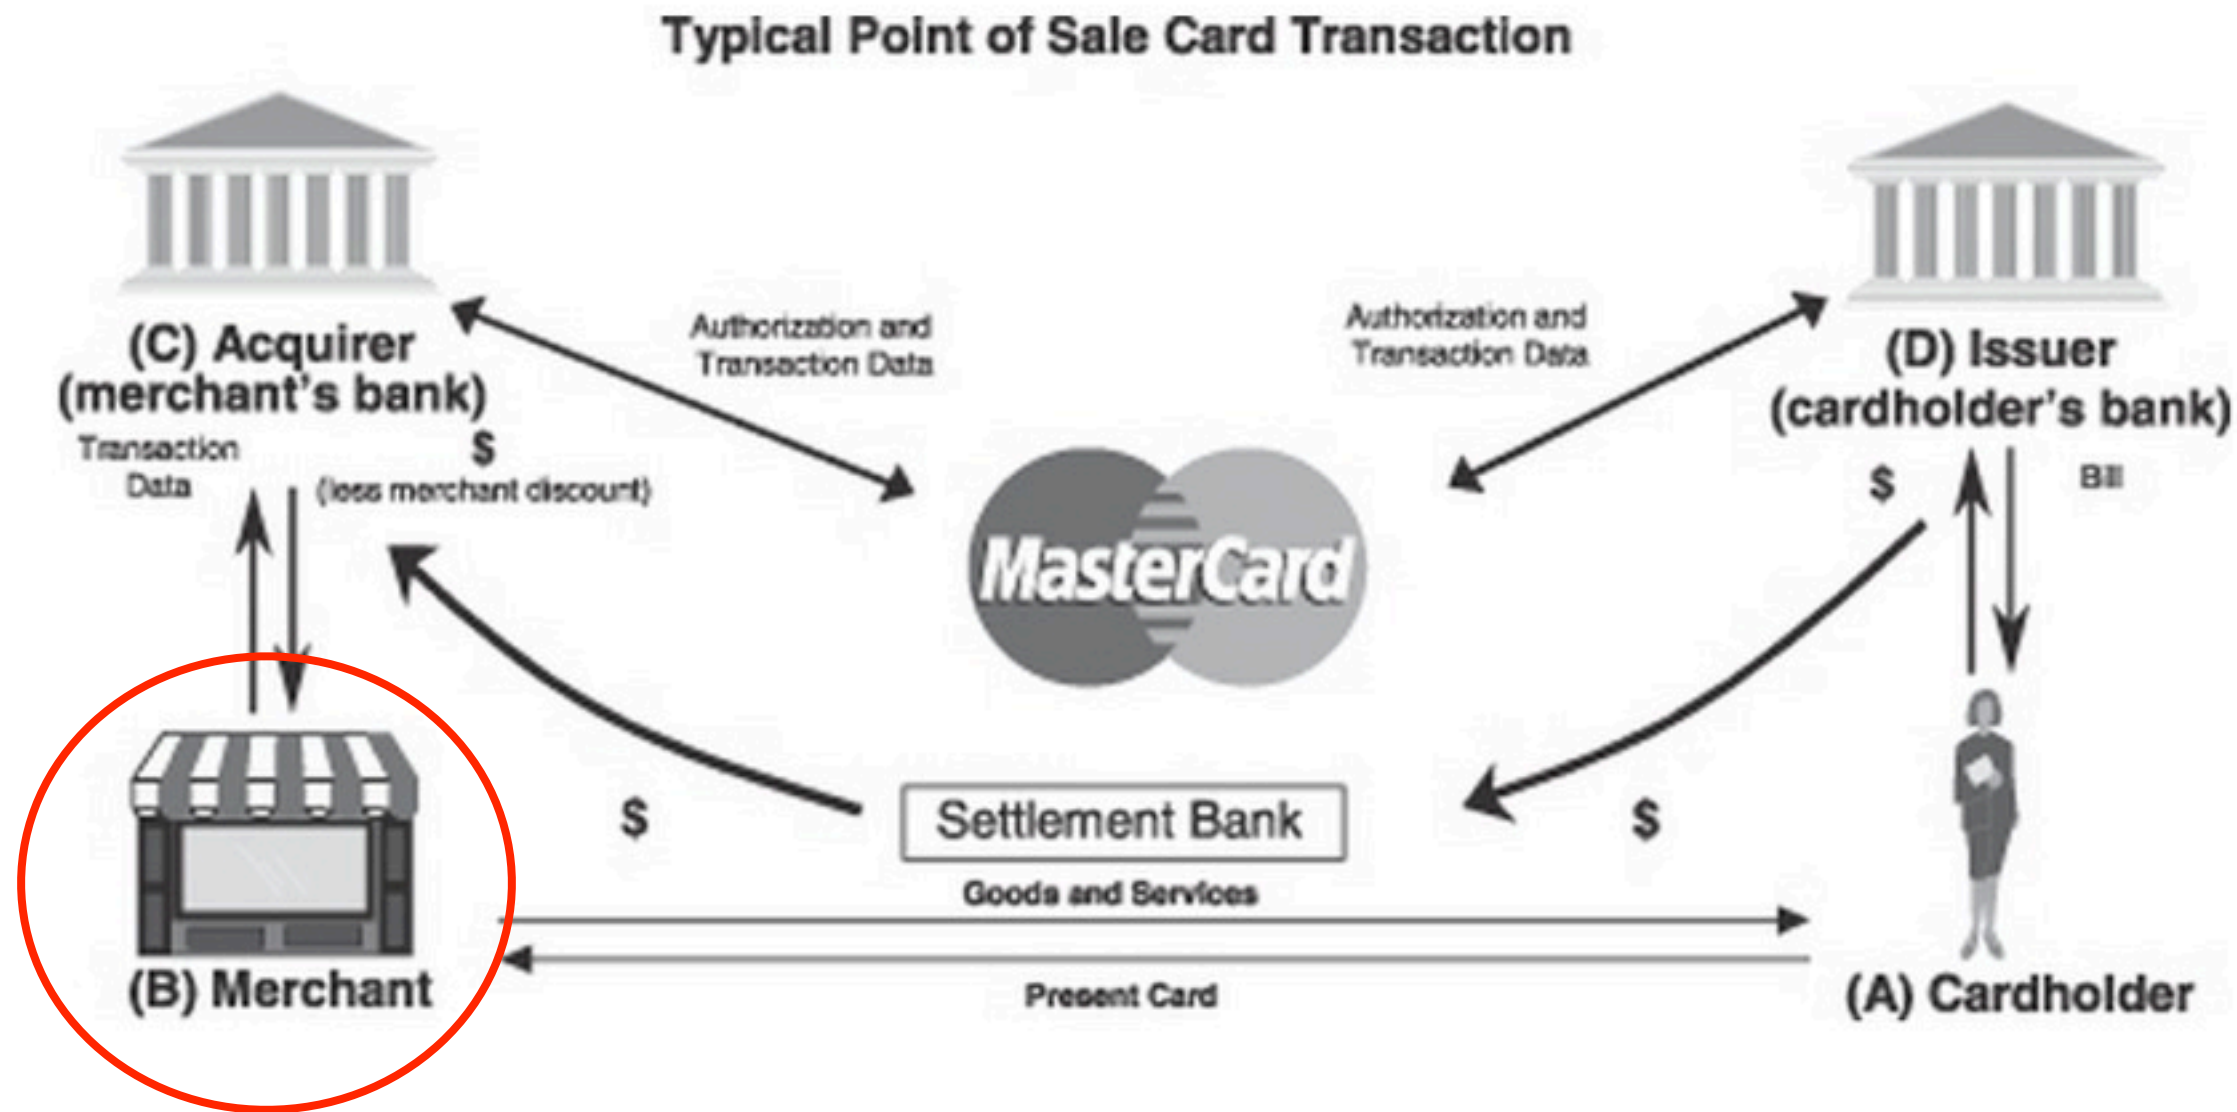 Typical Point of Sale Card Transaction
(C) Acquirer
(merchant's bank)
Transaction
Data
$
(less merchant discount)
Authorization and
Transaction Data
Authorization and
Transaction Data
(D) Issuer
(cardholder's bank)
$
Bill
MasterCard
$
Settlement Bank
$
Goods and Services
Present Card
(B) Merchant
(A) Cardholder